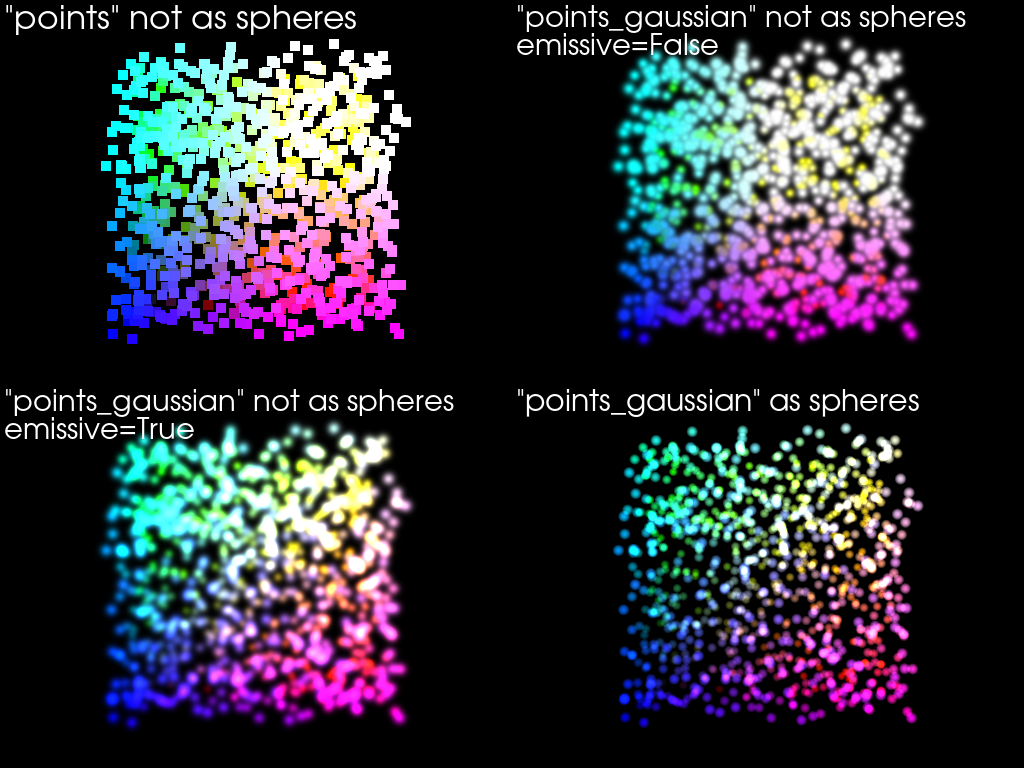 "points" not as spheres
"points_gaussian" not as spheres
emissive=False
"points_gaussian" not as spheres
emissive=True
"points_gaussian" as spheres